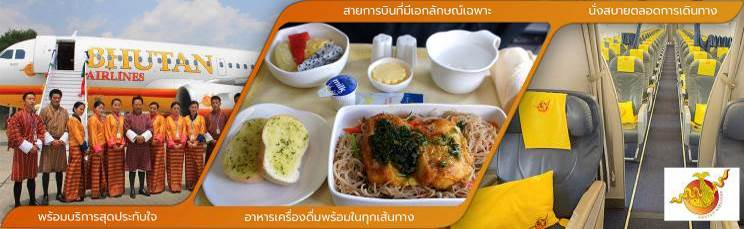 สายการบินที่มีเอกลักษณ์เฉพาะ
นั่งสบายตลอดการเดินทาง
BHUTAN
AIRLINES
milk
พร้อมบริการสุดประทับใจ
อาหารเครื่องดื่มพร้อมในทุกเส้นทาง